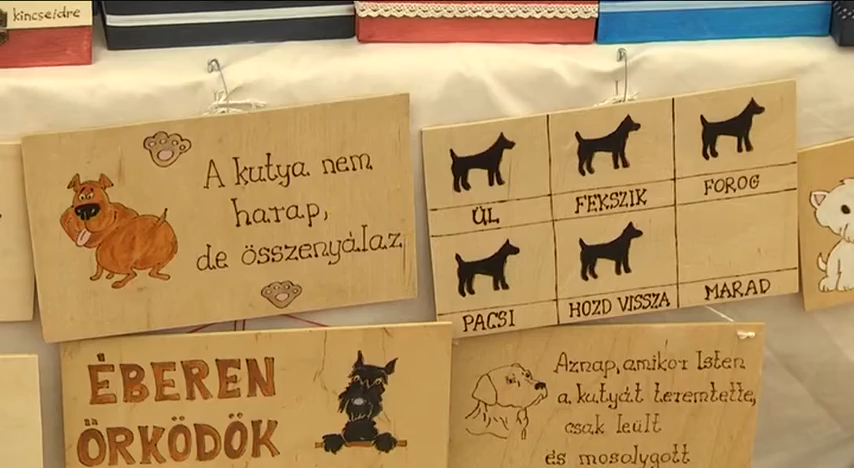 kincseidre
A kutya nem
harap,
de összenyálaz
ÜL
FEKSZIK
FOROG
PACSI
HOZD VISSZA
MARAD
ÉBEREN
ŐRKÖDÖK
Aznap, amikor Isten
a kutyát teremtette,
csak leült
és mosolygott